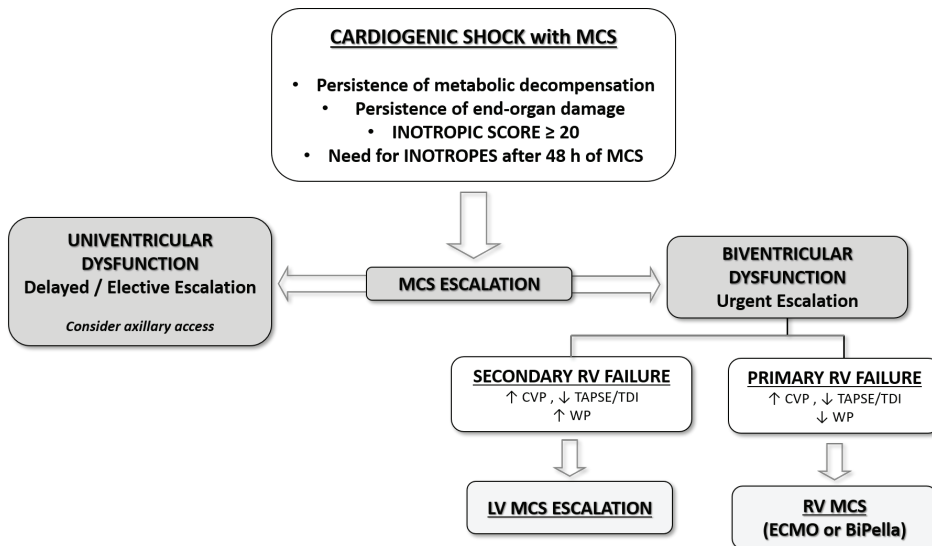 CARDIOGENIC SHOCK with MCS
• Persistence of metabolic decompensation
• Persistence of end-organ damage
• INOTROPIC SCORE ≥ 20
• Need for INOTROPES after 48 h of MCS
UNIVENTRICULAR
DYSFUNCTION
Delayed / Elective Escalation
Consider axillary access
MCS ESCALATION
BIVENTRICULAR
DYSFUNCTION
Urgent Escalation
SECONDARY RV FAILURE
↑ CVP , ↓ TAPSE/TDI
↑ WP
PRIMARY RV FAILURE
↑ CVP , ↓ TAPSE/TDI
↓ WP
LV MCS ESCALATION
RV MCS
(ECMO or BiPella)